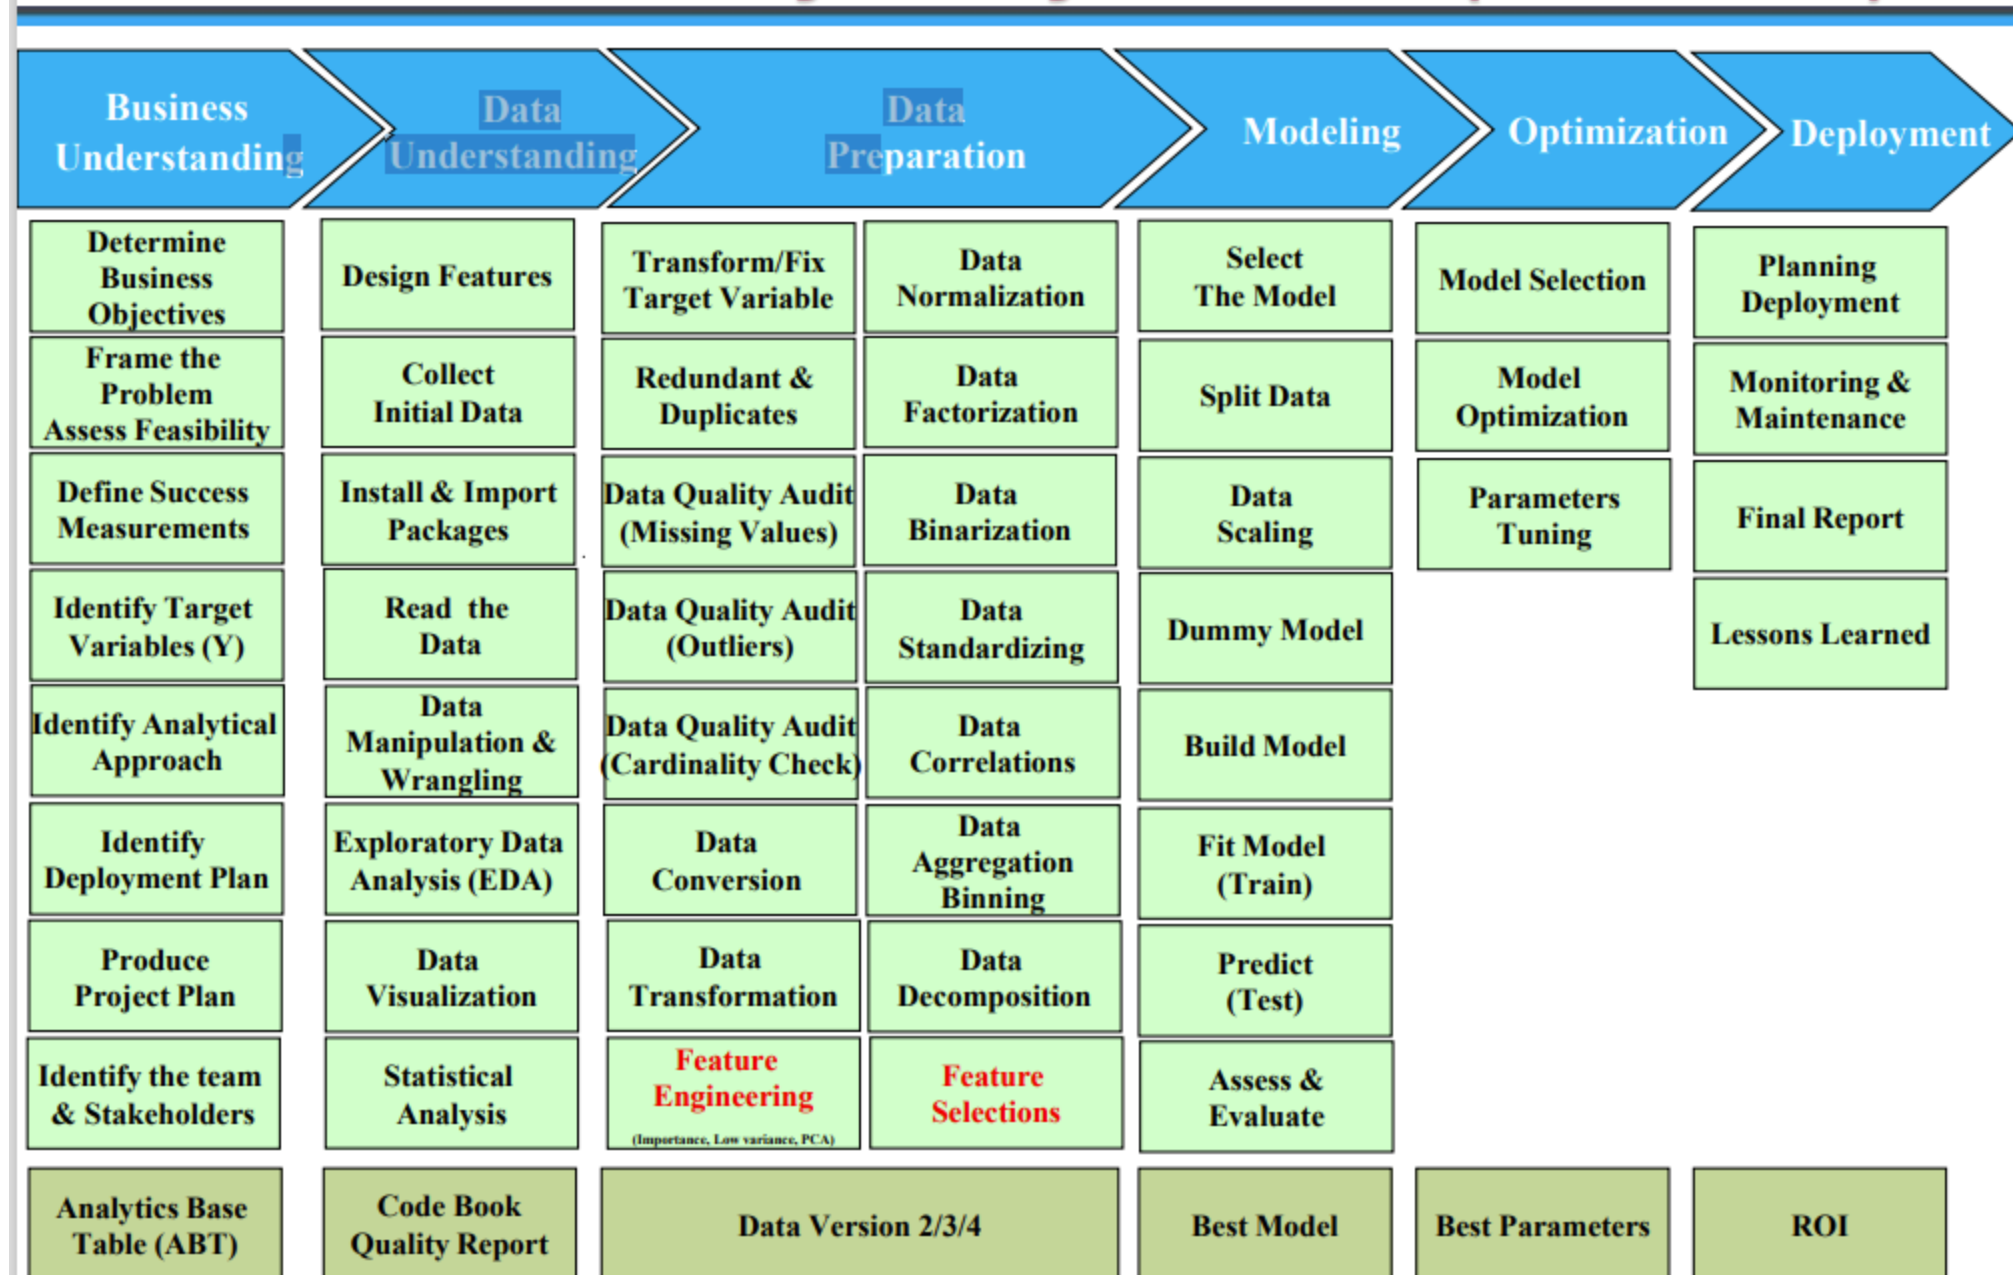 Business
Understanding
Data
Understanding
Data
Preparation
Modeling
Optimization
Deployment
Determine
Business
Objectives
Frame the
Problem
Assess Feasibility
Define Success
Measurements
Identify Target
Variables (Y)
Identify Analytical
Approach
Identify
Deployment Plan
Produce
Project Plan
Identify the team
& Stakeholders
Analytics Base
Table (ABT)
Design Features
Collect
Initial Data
Install & Import
Packages
Read the
Data
Data
Manipulation &
Wrangling
Exploratory Data
Analysis (EDA)
Data
Visualization
Statistical
Analysis
Code Book
Quality Report
Transform/Fix
Target Variable
Redundant &
Duplicates
Data Quality Audit
(Missing Values)
Data Quality Audit
(Outliers)
Data Quality Audit
(Cardinality Check)
Data
Conversion
Data
Transformation
Feature
Engineering
(Importance, Low variance, PCA)
Data
Normalization
Data
Factorization
Data
Binarization
Data
Standardizing
Data
Correlations
Data
Aggregation
Binning
Data
Decomposition
Feature
Selections
Data Version 2/3/4
Select
The Model
Split Data
Data
Scaling
Dummy Model
Build Model
Fit Model
(Train)
Predict
(Test)
Assess &
Evaluate
Best Model
Model Selection
Model
Optimization
Parameters
Tuning
Best Parameters
Planning
Deployment
Monitoring &
Maintenance
Final Report
Lessons Learned
ROI